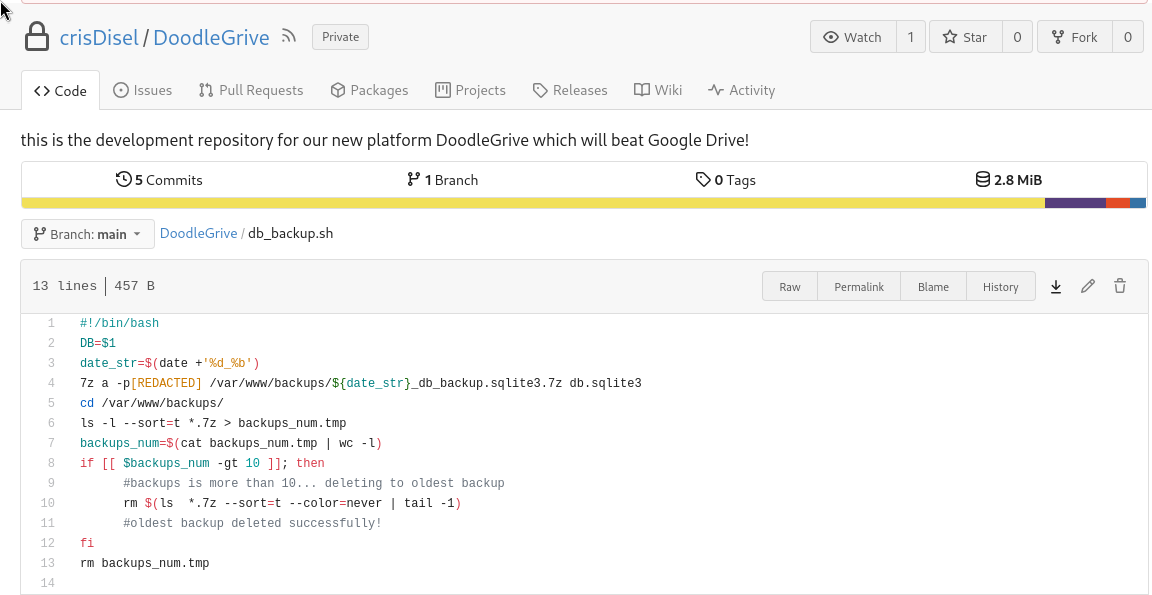 crisDisel / DoodleGrive Private Watch 1 Star 0 Fork 0
Code Issues Pull Requests Packages Projects Releases Wiki Activity
this is the development repository for our new platform DoodleGrive which will beat Google Drive!
5 Commits 1 Branch 0 Tags 2.8 MiB
Branch: main DoodleGrive / db_backup.sh
13 lines 457 B Raw Permalink Blame History
1 #!/bin/bash
2 DB=$1
3 date_str=$(date +'%d_%b')
4 7z a -p[REDACTED] /var/www/backups/${date_str}_db_backup.sqlite3.7z db.sqlite3
5 cd /var/www/backups/
6 ls -l --sort=t *.7z > backups_num.tmp
7 backups_num=$(cat backups_num.tmp | wc -l)
8 if [[ $backups_num -gt 10 ]]; then
9 #backups is more than 10... deleting to oldest backup
10 rm $(ls  *.7z --sort=t --color=never | tail -1)
11 #oldest backup deleted successfully!
12 fi
13 rm backups_num.tmp
14